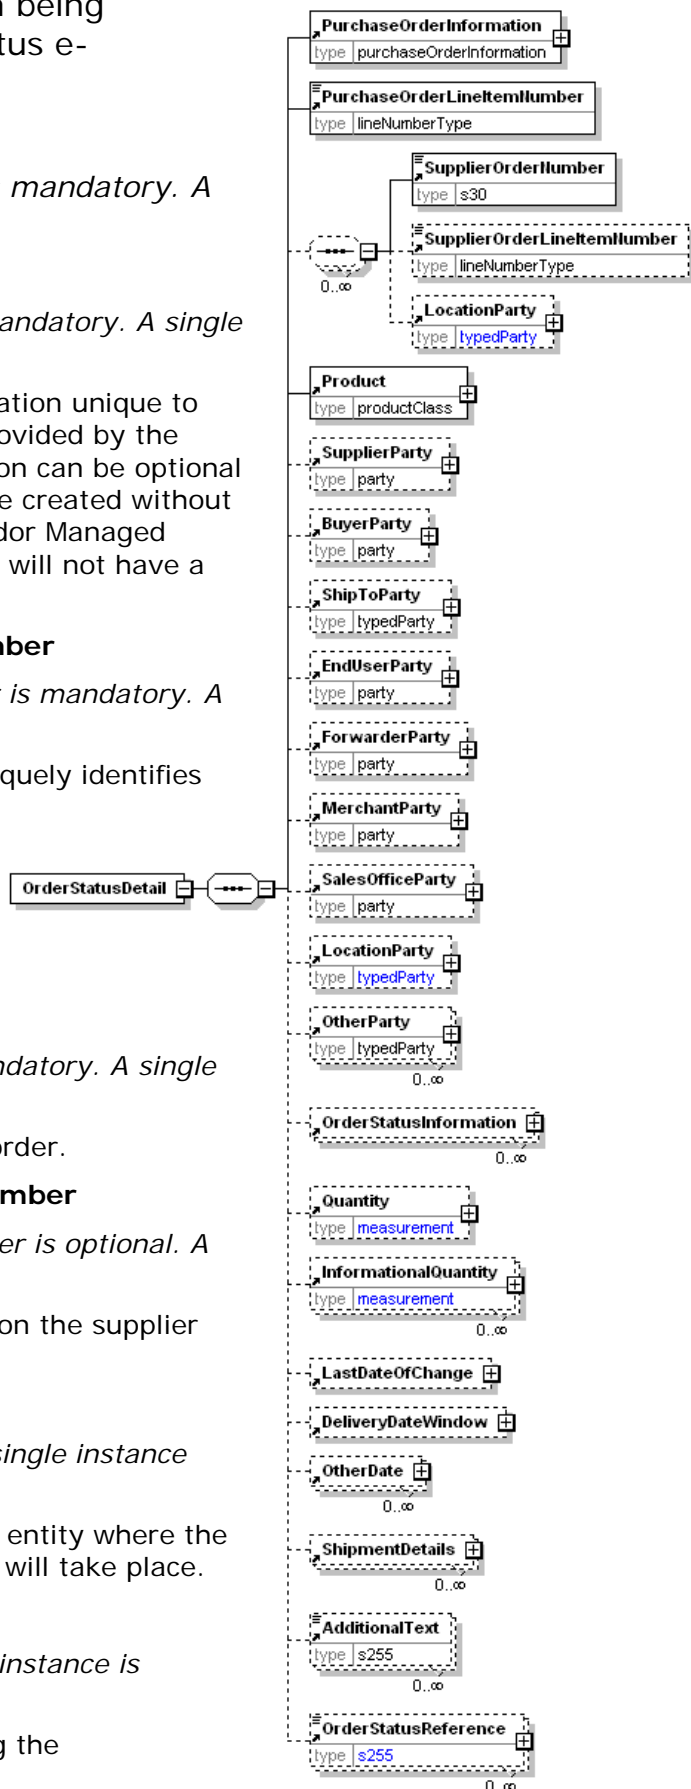 being
tus e-
mandatory. A
andatory. A single
ation unique to
ovided by the
on can be optional
e created without
dor Managed
will not have a
nber
r is mandatory. A
quely identifies
ndatory. A single
order.
mber
er is optional. A
on the supplier
single instance
entity where the
will take place.
instance is
g the
PurchaseOrderInformation
type purchaseOrderInformation
PurchaseOrderLineItemNumber
type lineNumberType
0..∞
SupplierOrderNumber
type s30
SupplierOrderLineItemNumber
type lineNumberType
LocationParty
type typedParty
Product
type productClass
SupplierParty
type party
BuyerParty
type party
ShipToParty
type typedParty
EndUserParty
type party
ForwarderParty
type party
MerchantParty
type party
OrderStatusDetail
SalesOfficeParty
type party
LocationParty
type typedParty
OtherParty
type typedParty
0..∞
OrderStatusInformation
0..∞
Quantity
type measurement
InformationalQuantity
type measurement
0..∞
LastDateOfChange
DeliveryDateWindow
OtherDate
0..∞
ShipmentDetails
0..∞
AdditionalText
type s255
0..∞
OrderStatusReference
type s255
0..∞